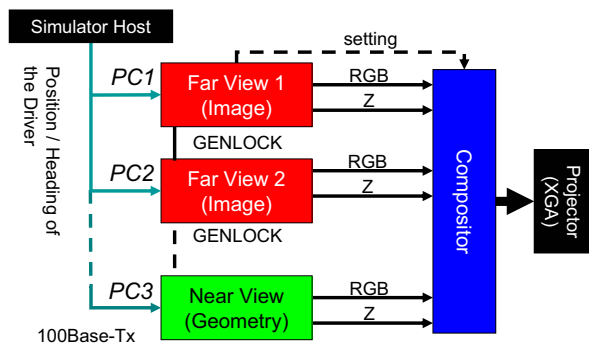 Simulator Host
setting
PC1
Far View 1
(Image)
RGB
Z
GENLOCK
Position / Heading of
the Driver
PC2
Far View 2
(Image)
RGB
Z
GENLOCK
Compositor
Projector
(XGA)
PC3
Near View
(Geometry)
RGB
Z
100Base-Tx